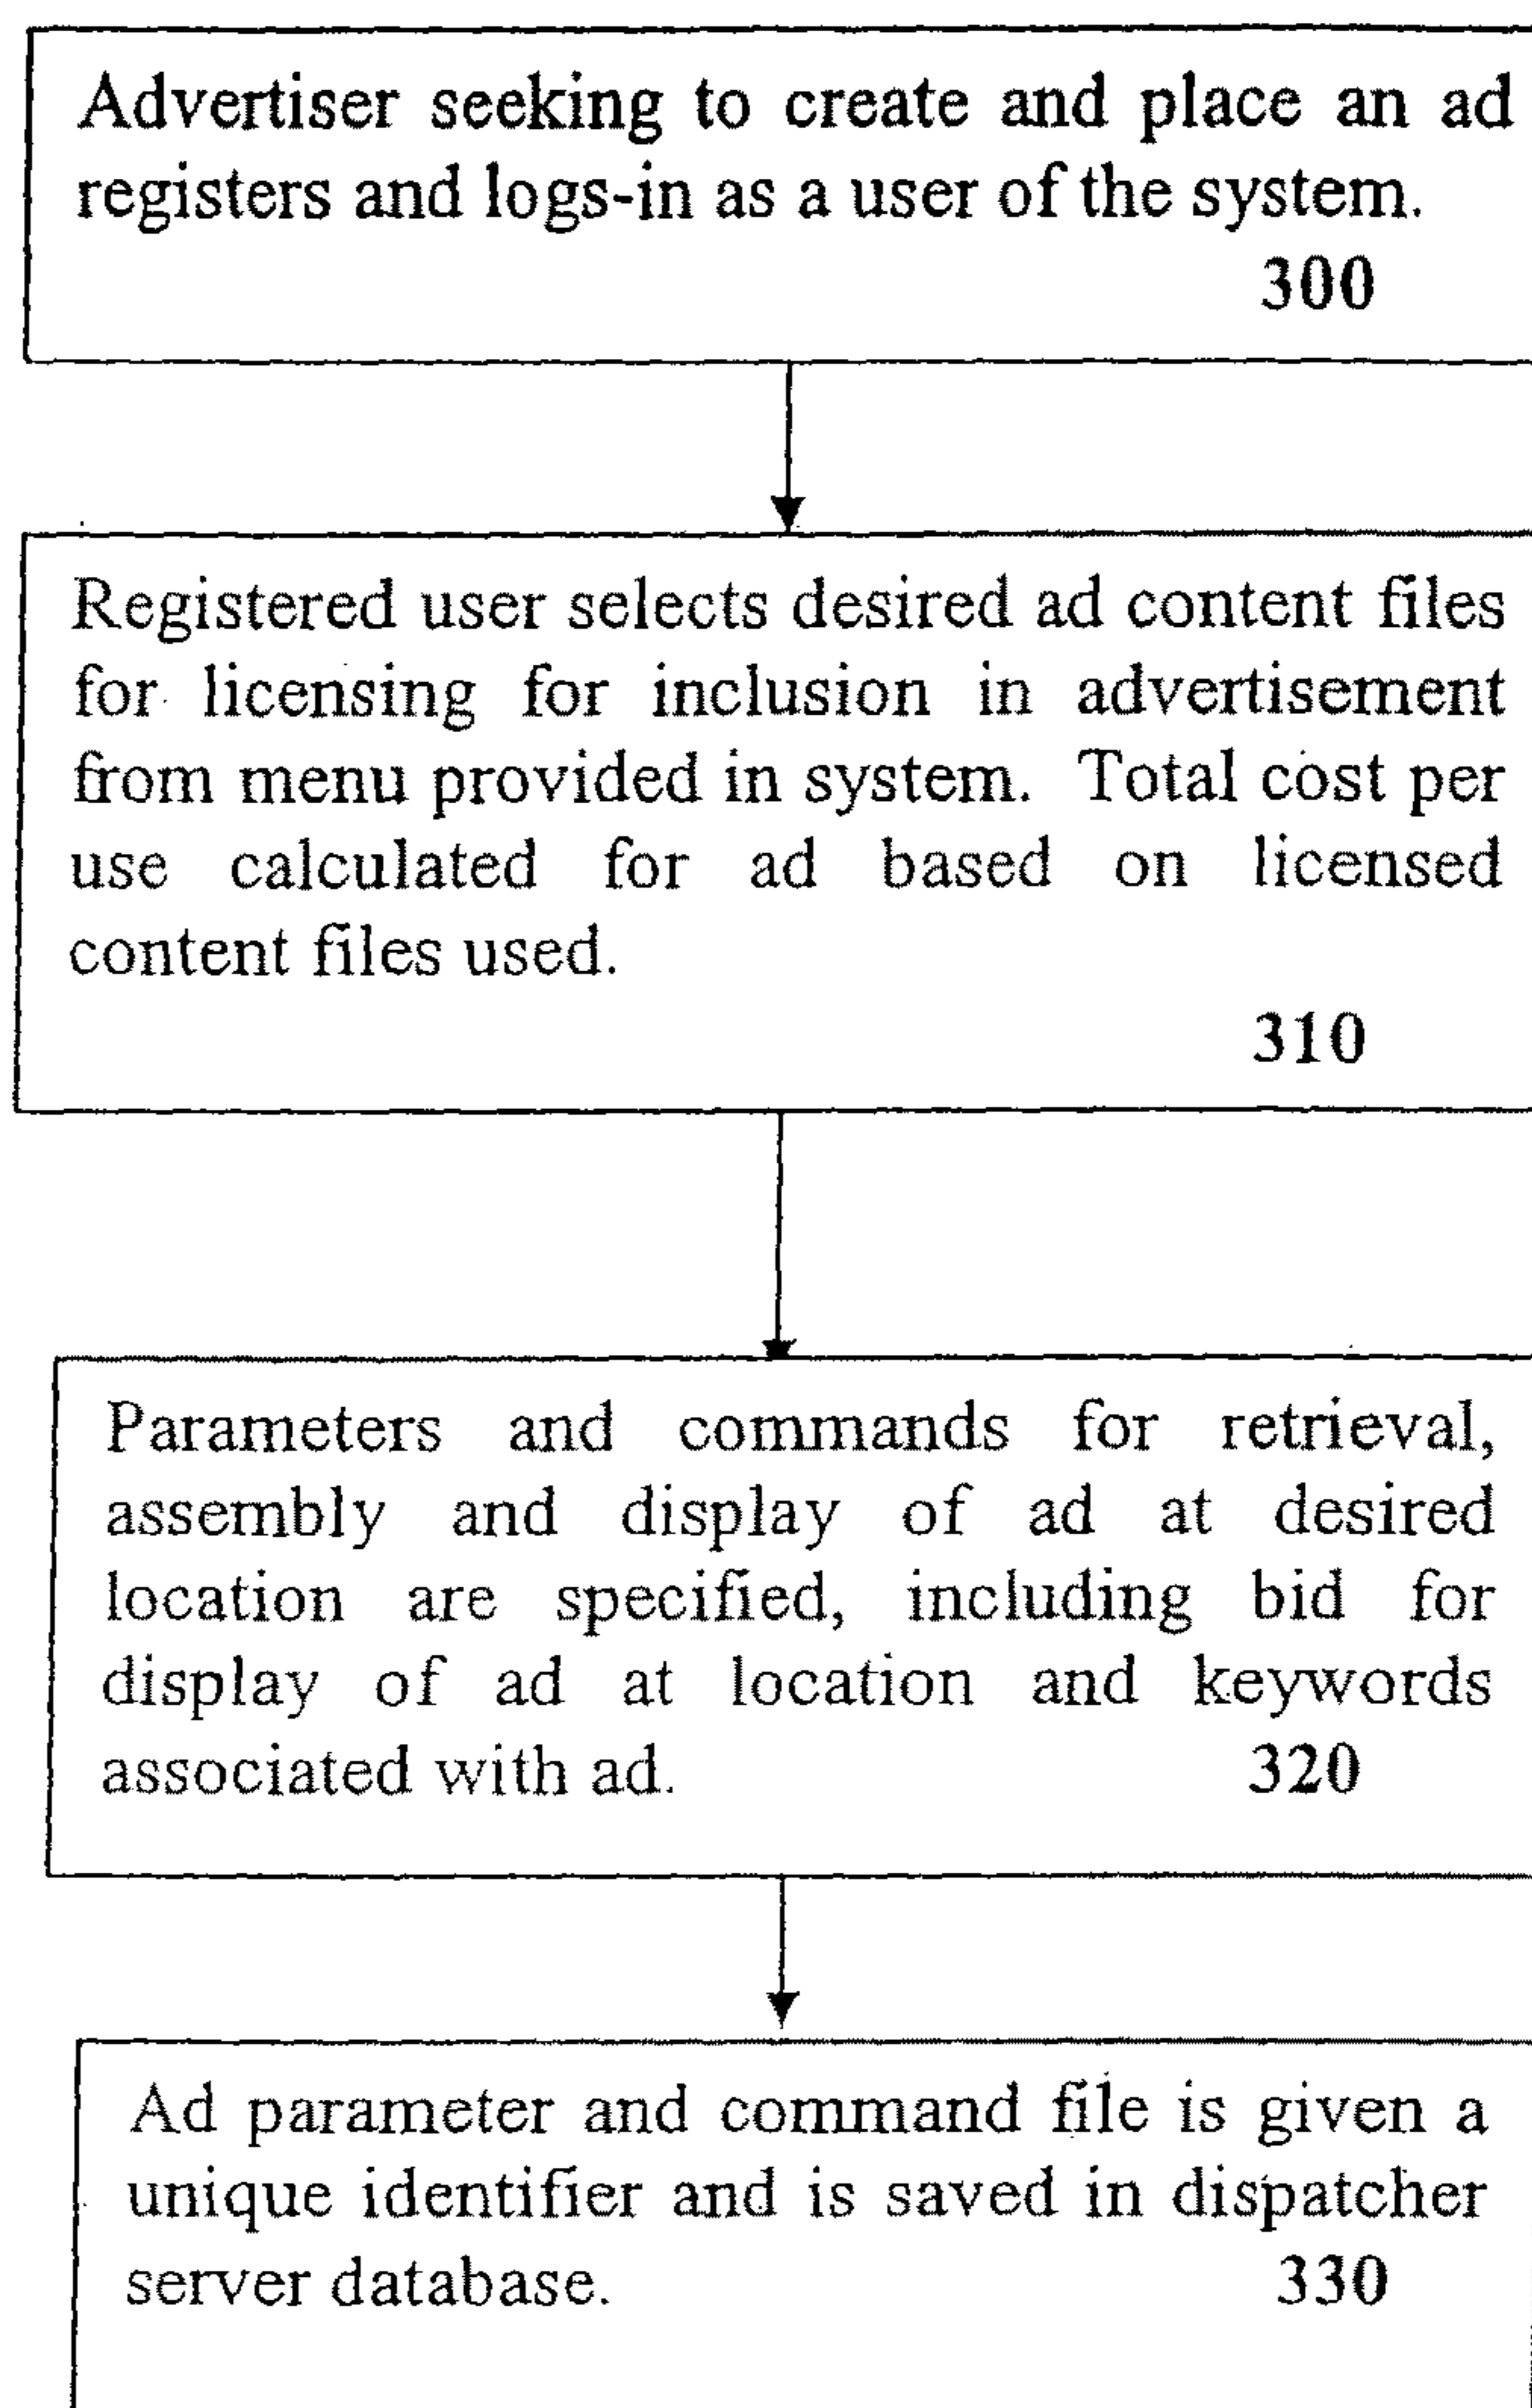 Advertiser seeking to create and place an ad
registers and logs-in as a user of the system.
300
Registered user selects desired ad content files
for licensing for inclusion in advertisement
from menu provided in system. Total cost per
use calculated for ad based on licensed
content files used.
310
Parameters and commands for retrieval,
assembly and display of ad at desired
location are specified, including bid for
display of ad at location and keywords
associated with ad. 320
Ad parameter and command file is given a
unique identifier and is saved in dispatcher
server database. 330